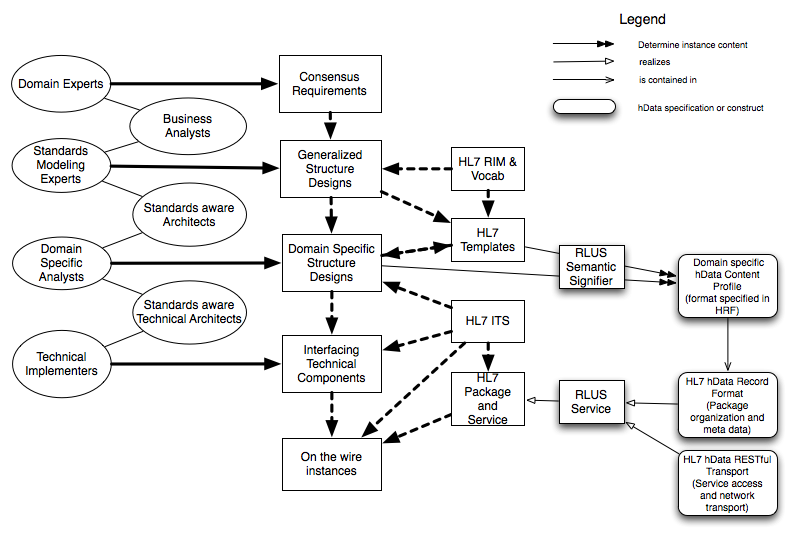 Legend
Determine instance content
realizes
is contained in
hData specification or construct
Domain Experts
Business
Analysts
Standards
Modeling
Experts
Standards aware
Architects
Domain
Specific
Analysts
Standards aware
Technical Architects
Technical
Implementers
Consensus
Requirements
Generalized
Structure
Designs
Domain Specific
Structure
Designs
Interfacing
Technical
Components
On the wire
instances
HL7 RIM &
Vocab
HL7
Templates
HL7 ITS
HL7
Package
and
Service
RLUS
Semantic
Signifier
RLUS
Service
Domain specific
hData Content
Profile
(format specified in
HRF)
HL7 hData Record
Format
(Package
organization and
meta data)
HL7 hData RESTful
Transport
(Service access
and network
transport)